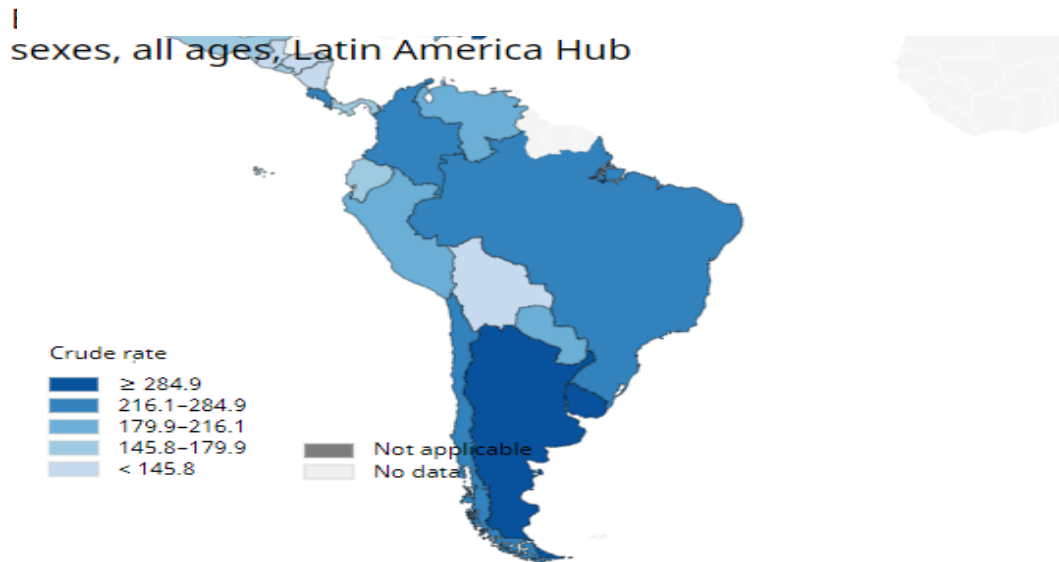 sexes, all ages, Latin America Hub
Crude rate
≥ 284.9
216.1–284.9
179.9–216.1
145.8–179.9
< 145.8
Not applicable
No data